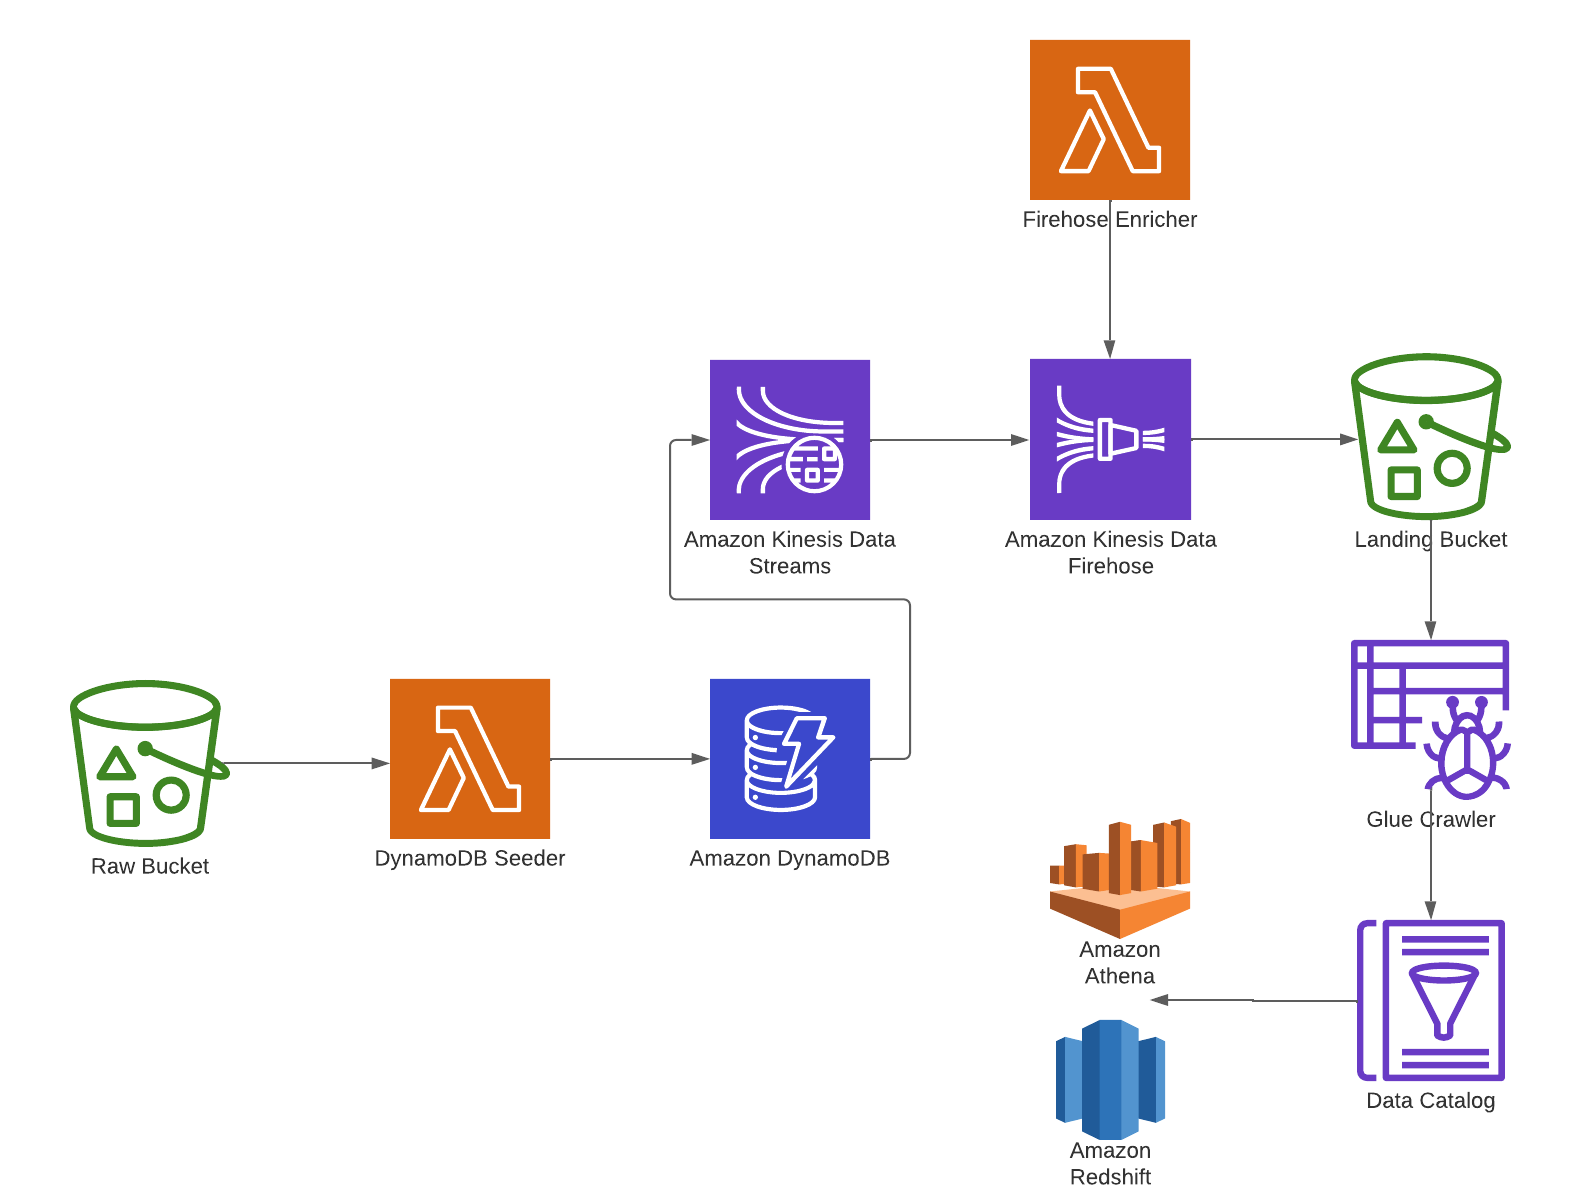 Firehose Enricher
Amazon Kinesis Data
Streams
Amazon Kinesis Data
Firehose
Landing Bucket
Raw Bucket
DynamoDB Seeder
Amazon DynamoDB
Glue Crawler
Amazon
Athena
Data Catalog
Amazon
Redshift